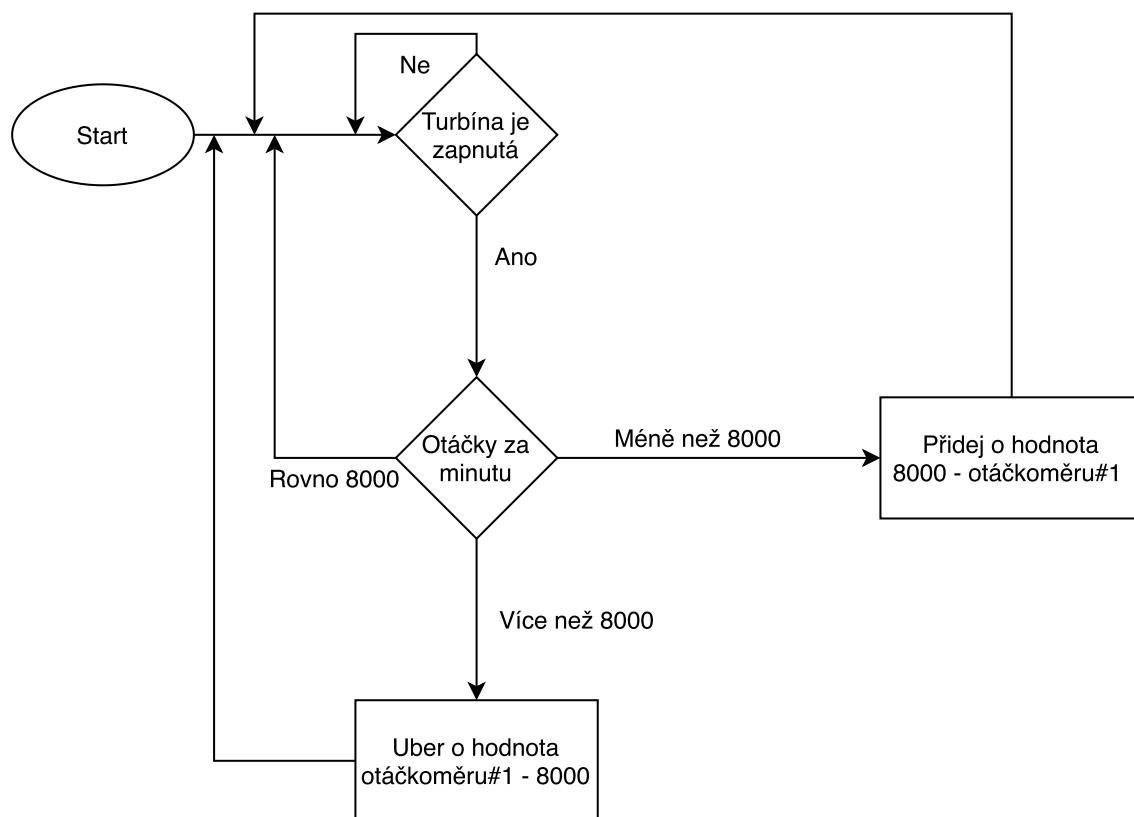 Ne
Start
Turbína je
zapnutá
Ano
Otáčky za
minutu
Méně než 8000
Rovno 8000
Přidej o hodnota
8000 - otáčkoměru#1
Více než 8000
Uber o hodnota
otáčkoměru#1 - 8000